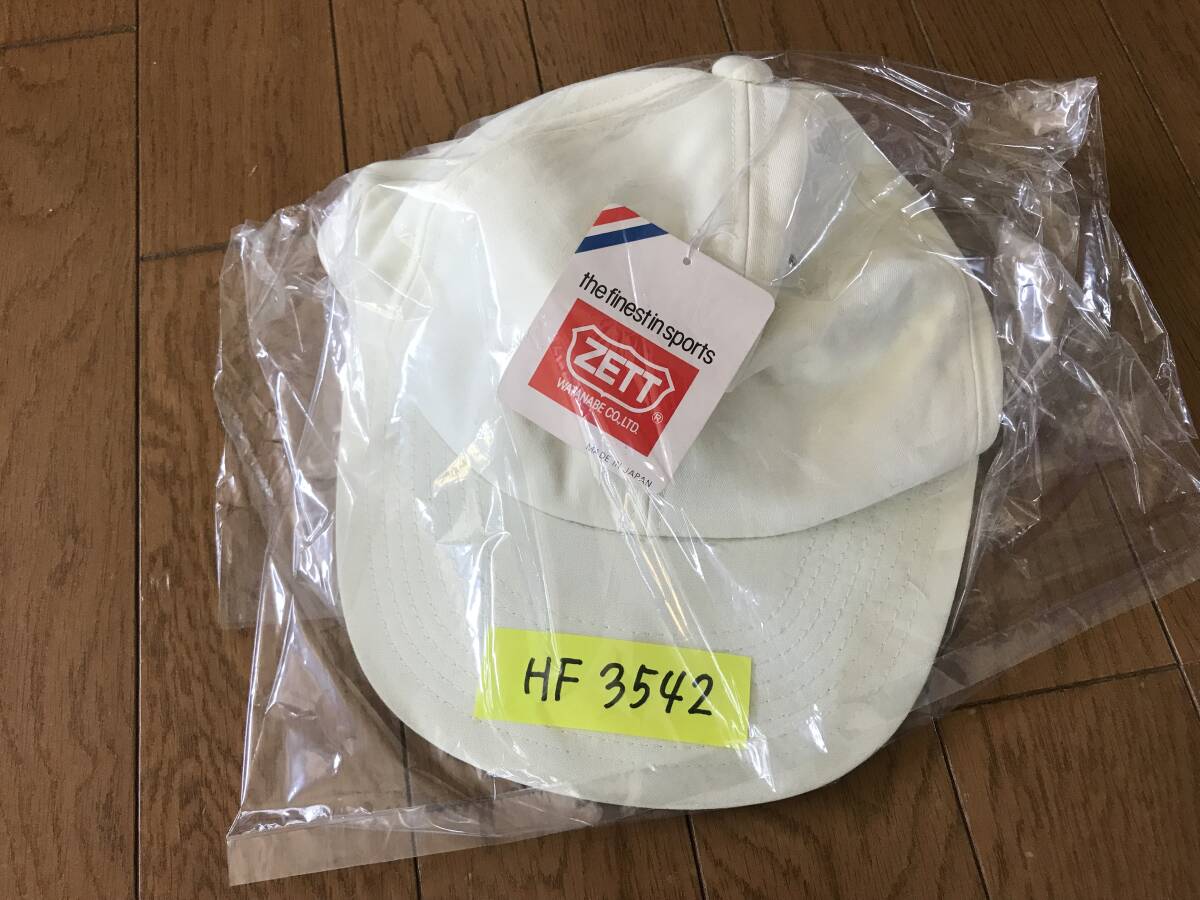 the finest in sports
ZETT
WATANABE CO., LTD.
®
MADE IN JAPAN
HF 3542